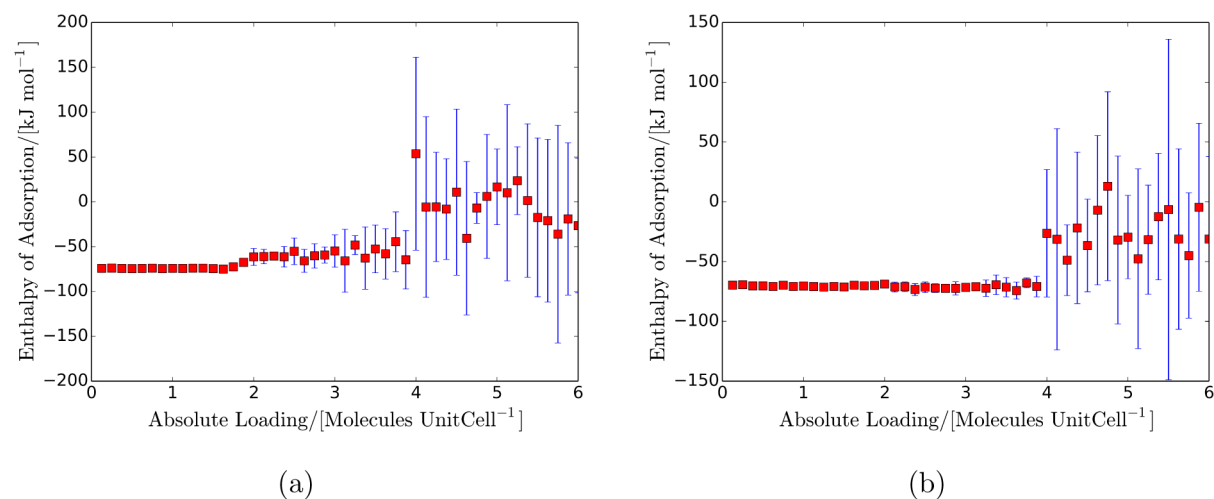 200
150
100
50
0
−50
−100
−150
−200
0 1 2 3 4 5 6
Enthalpy of Adsorption/[kJ mol⁻¹]
Absolute Loading/[Molecules UnitCell⁻¹]
(a)
150
100
50
0
−50
−100
−150
0 1 2 3 4 5 6
Enthalpy of Adsorption/[kJ mol⁻¹]
Absolute Loading/[Molecules UnitCell⁻¹]
(b)